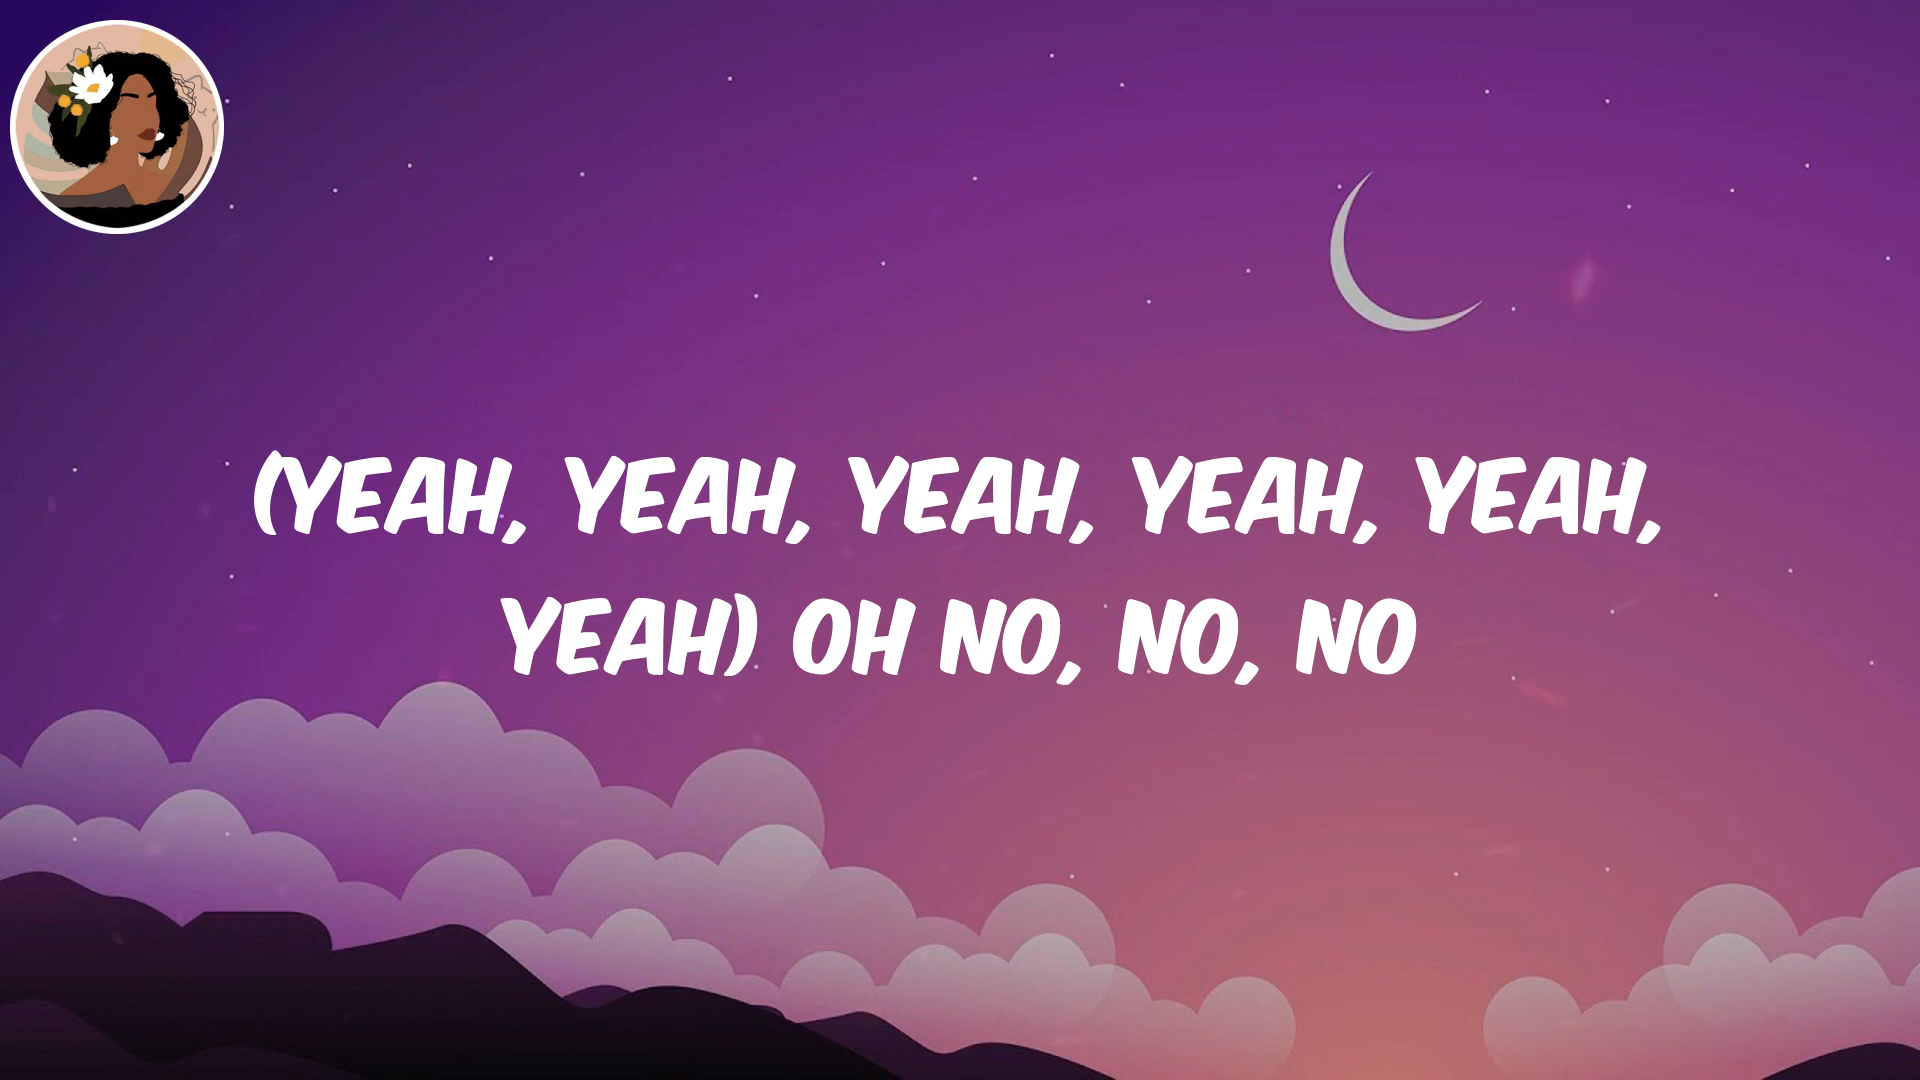 (YEAH, YEAH, YEAH, YEAH, YEAH,
YEAH) OH NO, NO, NO